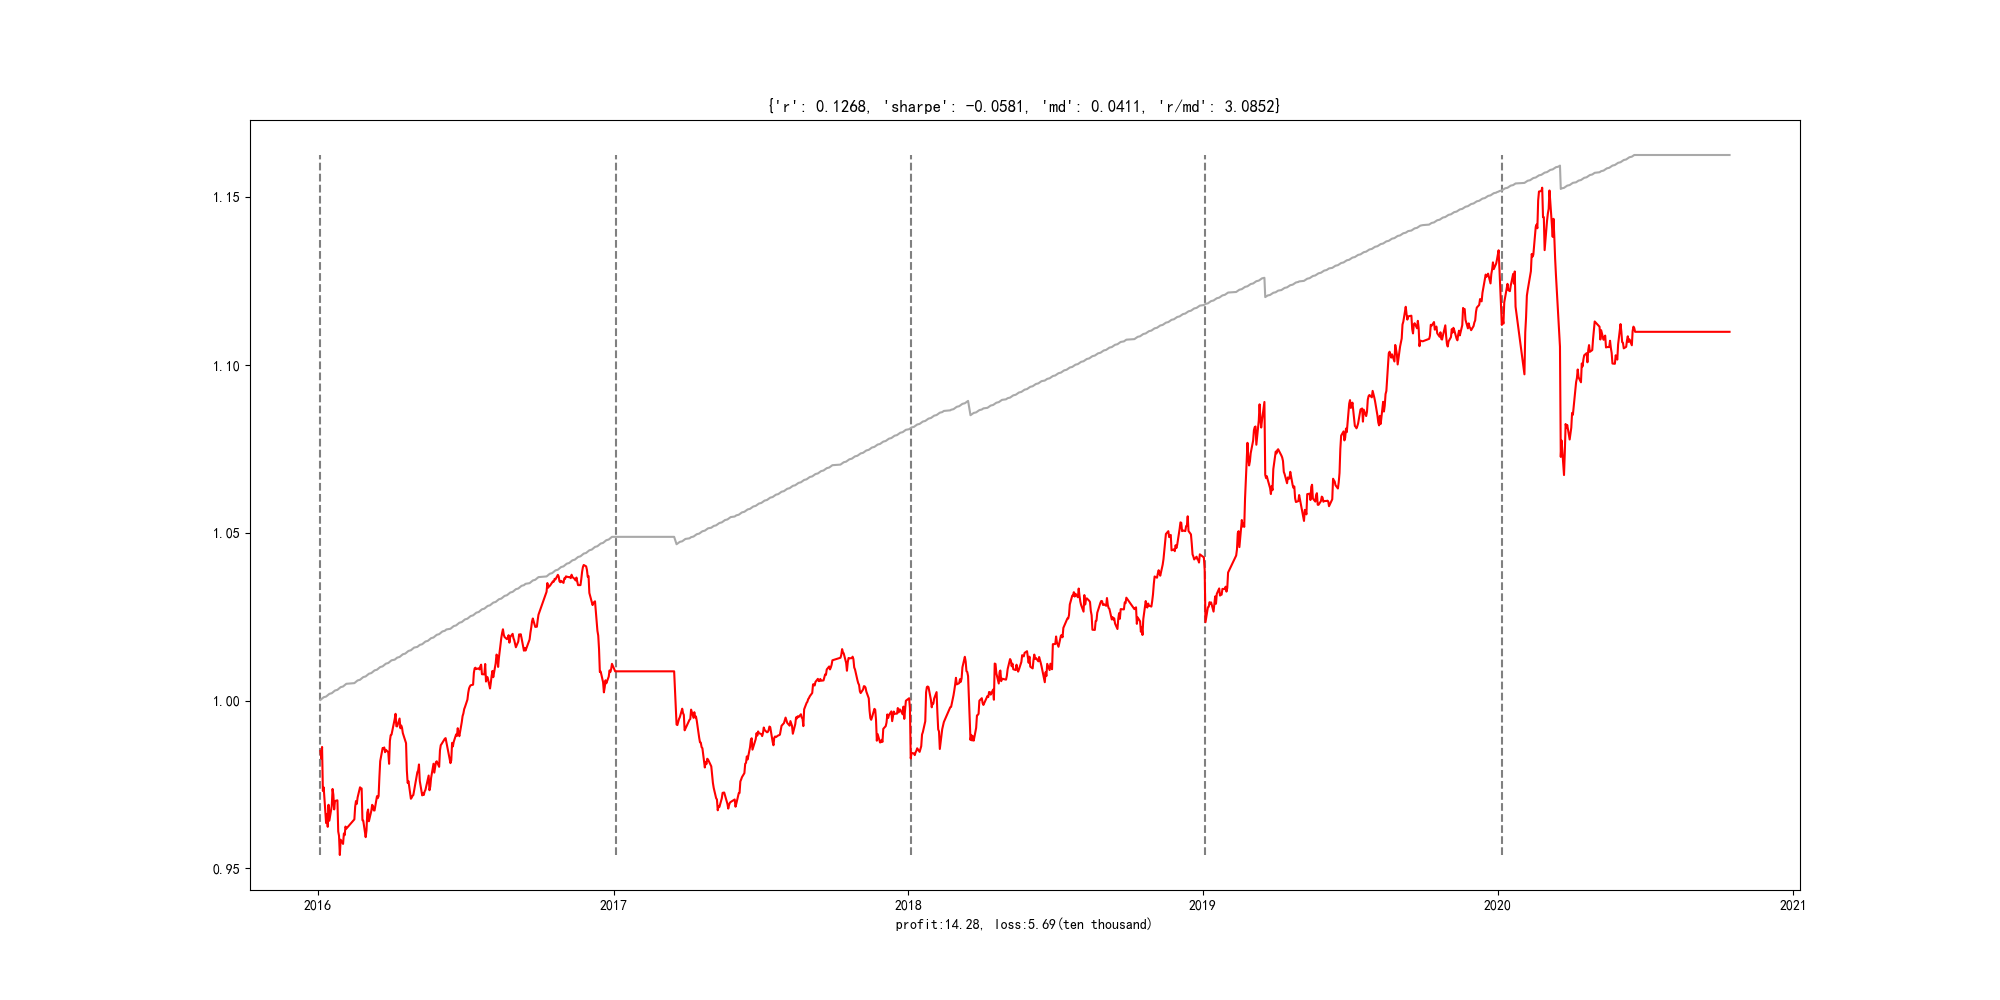 {'r': 0.1268, 'sharpe': -0.0581, 'md': 0.0411, 'r/md': 3.0852}
1.15
1.10
1.05
1.00
0.95
2016 2017 2018 2019 2020 2021
profit:14.28, loss:5.69(ten thousand)